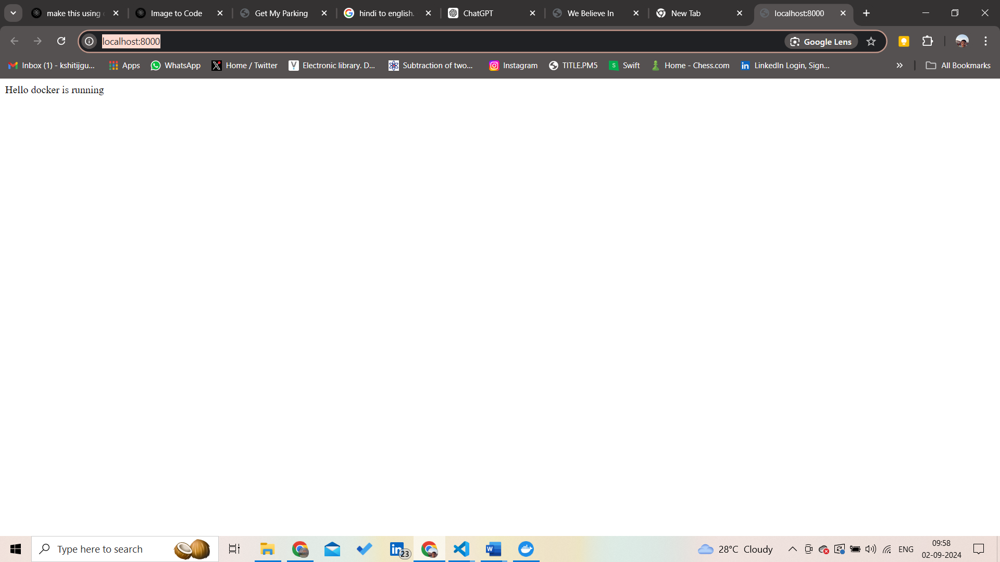 make this using
Image to Code
Get My Parking
hindi to english.
ChatGPT
We Believe In
New Tab
localhost:8000
localhost:8000
Google Lens
Inbox (1) - kshitijgu...
Apps
WhatsApp
Home / Twitter
Electronic library. D...
Subtraction of two...
Instagram
TITLE.PM5
Swift
Home - Chess.com
LinkedIn Login, Sign...
All Bookmarks
Hello docker is running
Type here to search
23
28°C Cloudy
ENG
09:58
02-09-2024